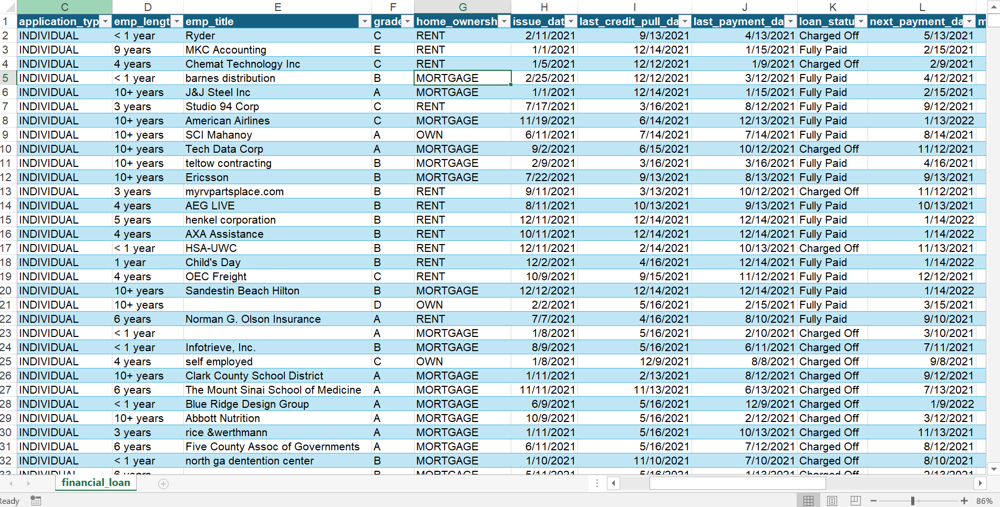 C D E F G H I J K L
1 application_typ emp_lengt emp_title grade home_ownersh issue_dat last_credit_pull_da last_payment_da loan_statu next_payment_da m
2 INDIVIDUAL < 1 year Ryder C RENT 2/11/2021 9/13/2021 4/13/2021 Charged Off 5/13/2021
3 INDIVIDUAL 9 years MKC Accounting E RENT 1/1/2021 12/14/2021 1/15/2021 Fully Paid 2/15/2021
4 INDIVIDUAL 4 years Chemat Technology Inc C RENT 1/5/2021 12/12/2021 1/9/2021 Charged Off 2/9/2021
5 INDIVIDUAL < 1 year barnes distribution B MORTGAGE 2/25/2021 12/12/2021 3/12/2021 Fully Paid 4/12/2021
6 INDIVIDUAL 10+ years J&J Steel Inc A MORTGAGE 1/1/2021 12/14/2021 1/15/2021 Fully Paid 2/15/2021
7 INDIVIDUAL 3 years Studio 94 Corp C RENT 7/17/2021 3/16/2021 8/12/2021 Fully Paid 9/12/2021
8 INDIVIDUAL 10+ years American Airlines C MORTGAGE 11/19/2021 6/14/2021 12/13/2021 Fully Paid 1/13/2022
9 INDIVIDUAL 10+ years SCI Mahanoy A OWN 6/11/2021 7/14/2021 7/14/2021 Fully Paid 8/14/2021
10 INDIVIDUAL 10+ years Tech Data Corp A MORTGAGE 9/2/2021 6/15/2021 10/12/2021 Charged Off 11/12/2021
11 INDIVIDUAL 10+ years teltow contracting B MORTGAGE 2/9/2021 3/16/2021 3/16/2021 Fully Paid 4/16/2021
12 INDIVIDUAL 10+ years Ericsson B MORTGAGE 7/22/2021 9/13/2021 8/13/2021 Fully Paid 9/13/2021
13 INDIVIDUAL 3 years myrvpartsplace.com B RENT 9/11/2021 3/13/2021 10/12/2021 Charged Off 11/12/2021
14 INDIVIDUAL 4 years AEG LIVE B RENT 8/11/2021 10/13/2021 9/13/2021 Fully Paid 10/13/2021
15 INDIVIDUAL 5 years henkel corporation B RENT 12/11/2021 12/14/2021 12/14/2021 Fully Paid 1/14/2022
16 INDIVIDUAL 4 years AXA Assistance B RENT 10/11/2021 12/14/2021 12/14/2021 Fully Paid 1/14/2022
17 INDIVIDUAL < 1 year HSA-UWC B RENT 12/11/2021 2/14/2021 10/13/2021 Charged Off 11/13/2021
18 INDIVIDUAL 1 year Child's Day B RENT 12/2/2021 4/16/2021 12/14/2021 Fully Paid 1/14/2022
19 INDIVIDUAL 4 years OEC Freight C RENT 10/9/2021 9/15/2021 11/12/2021 Fully Paid 12/12/2021
20 INDIVIDUAL 10+ years Sandestin Beach Hilton B MORTGAGE 12/12/2021 12/14/2021 12/14/2021 Fully Paid 1/14/2022
21 INDIVIDUAL 10+ years D OWN 2/2/2021 5/16/2021 2/15/2021 Fully Paid 3/15/2021
22 INDIVIDUAL 6 years Norman G. Olson Insurance A RENT 7/7/2021 4/16/2021 8/10/2021 Fully Paid 9/10/2021
23 INDIVIDUAL < 1 year A MORTGAGE 1/8/2021 5/16/2021 2/10/2021 Charged Off 3/10/2021
24 INDIVIDUAL < 1 year Infotrieve, Inc. B MORTGAGE 8/9/2021 5/16/2021 6/11/2021 Charged Off 7/11/2021
25 INDIVIDUAL 4 years self employed C OWN 1/8/2021 12/9/2021 8/8/2021 Charged Off 9/8/2021
26 INDIVIDUAL 10+ years Clark County School District A MORTGAGE 1/11/2021 2/13/2021 8/12/2021 Charged Off 9/12/2021
27 INDIVIDUAL 6 years The Mount Sinai School of Medicine A MORTGAGE 11/11/2021 11/13/2021 6/13/2021 Charged Off 7/13/2021
28 INDIVIDUAL < 1 year Blue Ridge Design Group A MORTGAGE 6/9/2021 5/16/2021 12/9/2021 Charged Off 1/9/2022
29 INDIVIDUAL 10+ years Abbott Nutrition A MORTGAGE 10/9/2021 5/16/2021 2/12/2021 Charged Off 3/12/2021
30 INDIVIDUAL 3 years rice &werthmann A MORTGAGE 1/11/2021 5/16/2021 10/13/2021 Charged Off 11/13/2021
31 INDIVIDUAL 6 years Five County Assoc of Governments A MORTGAGE 6/11/2021 5/16/2021 7/12/2021 Charged Off 8/12/2021
32 INDIVIDUAL < 1 year north ga dentention center B MORTGAGE 1/10/2021 11/10/2021 7/10/2021 Charged Off 8/10/2021
financial_loan
Ready 86%